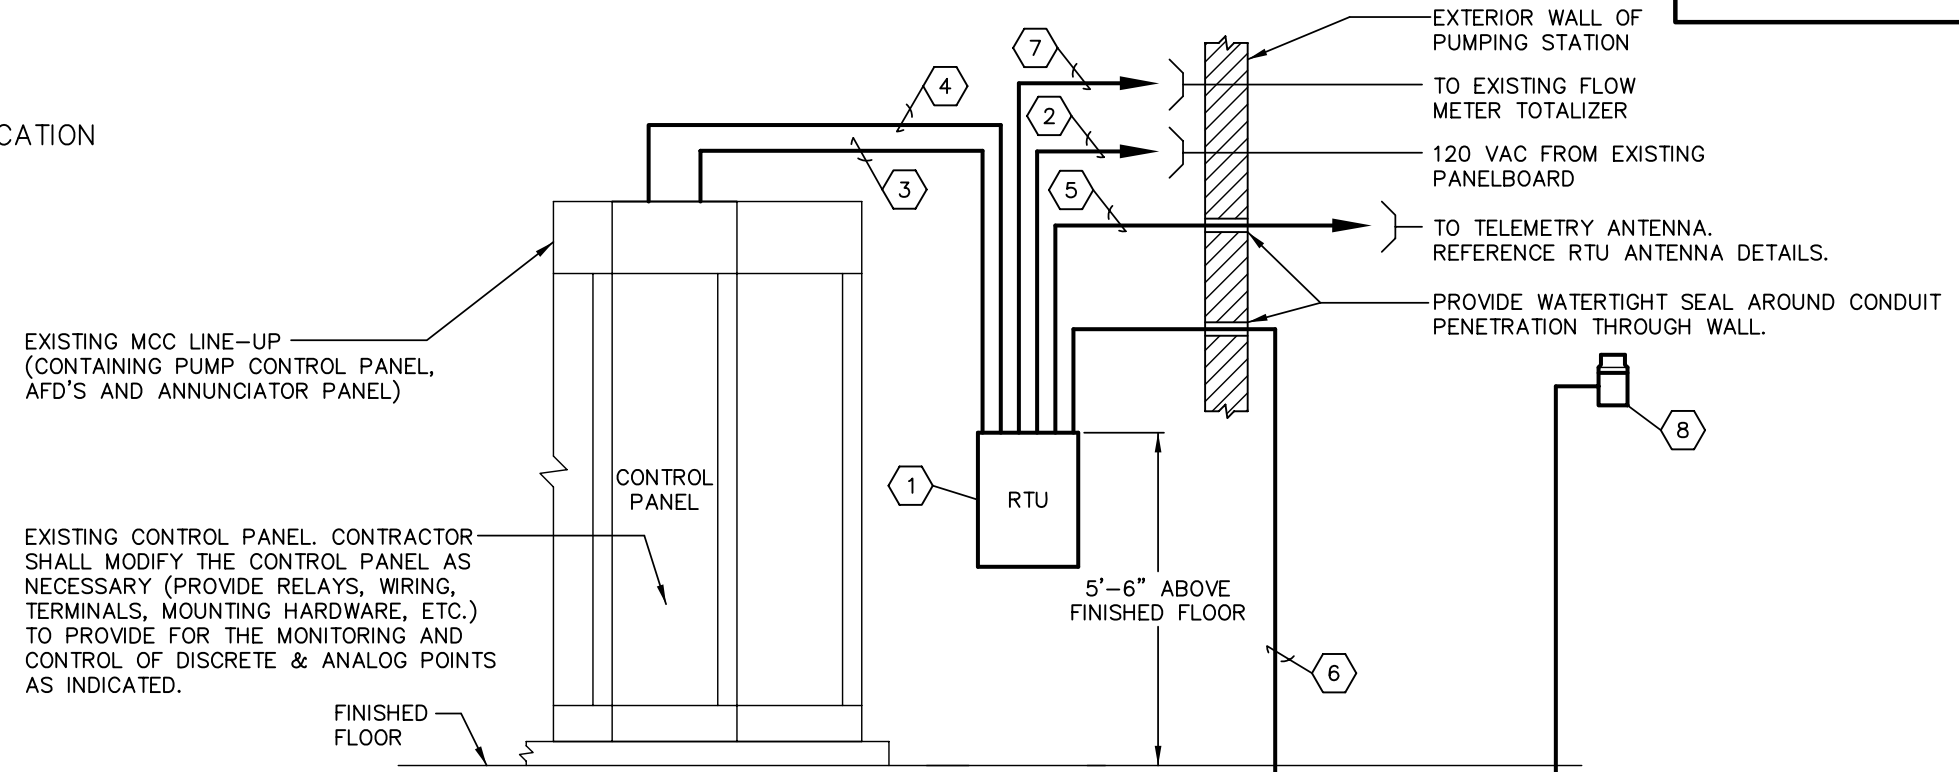 CATION
EXISTING MCC LINE-UP
(CONTAINING PUMP CONTROL PANEL,
AFD'S AND ANNUNCIATOR PANEL)
EXISTING CONTROL PANEL. CONTRACTOR
SHALL MODIFY THE CONTROL PANEL AS
NECESSARY (PROVIDE RELAYS, WIRING,
TERMINALS, MOUNTING HARDWARE, ETC.)
TO PROVIDE FOR THE MONITORING AND
CONTROL OF DISCRETE & ANALOG POINTS
AS INDICATED.
FINISHED
FLOOR
CONTROL
PANEL
4
3
7
2
5
1
RTU
5'-6" ABOVE
FINISHED FLOOR
6
EXTERIOR WALL OF
PUMPING STATION
TO EXISTING FLOW
METER TOTALIZER
120 VAC FROM EXISTING
PANELBOARD
TO TELEMETRY ANTENNA.
REFERENCE RTU ANTENNA DETAILS.
PROVIDE WATERTIGHT SEAL AROUND CONDUIT
PENETRATION THROUGH WALL.
8